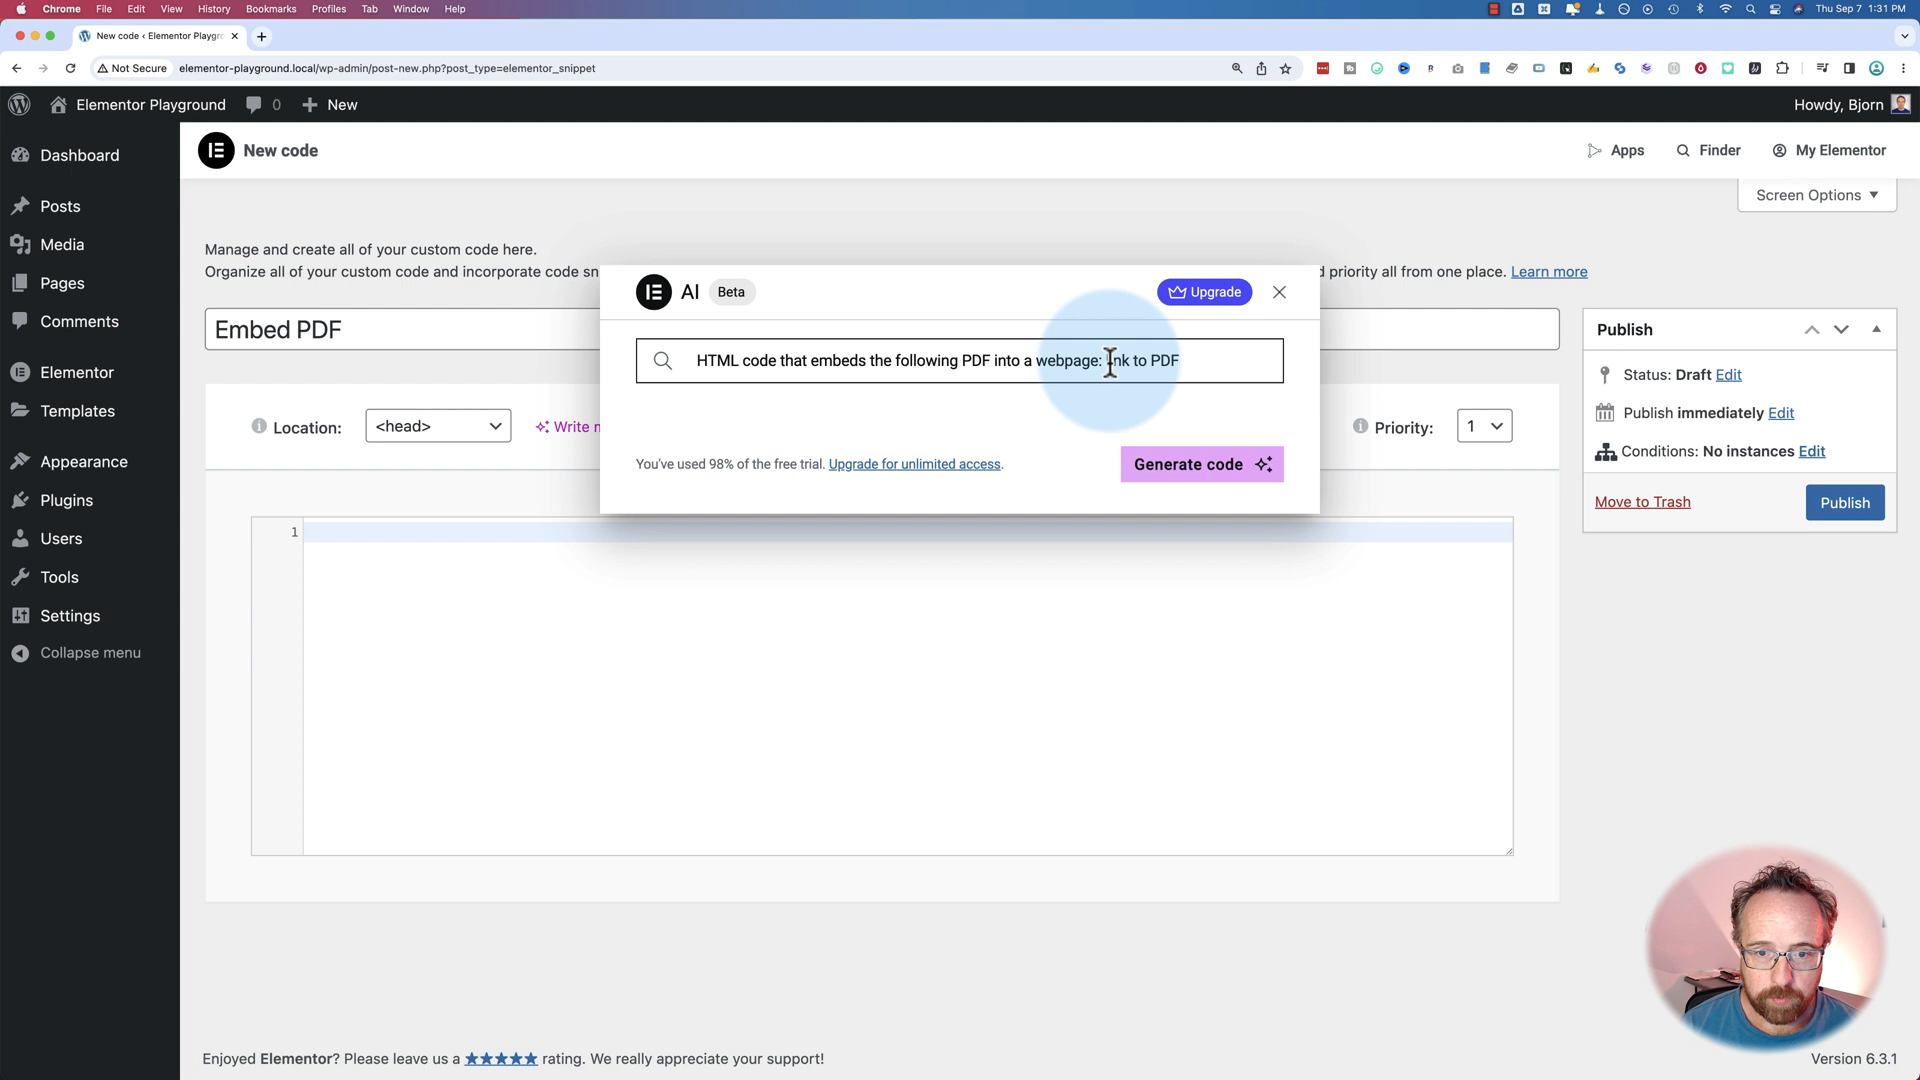 Chrome File Edit View History Bookmarks Profiles Tab Window Help Thu Sep 7 1:31 PM
New code ‹ Elementor Playgr
Not Secure elementor-playground.local/wp-admin/post-new.php?post_type=elementor_snippet
Elementor Playground 0 New Howdy, Bjorn
New code Apps Finder My Elementor
Dashboard
Posts
Media
Pages
Comments
Elementor
Templates
Appearance
Plugins
Users
Tools
Settings
Collapse menu
Screen Options
Manage and create all of your custom code here.
Organize all of your custom code and incorporate code sn
d priority all from one place. Learn more
Embed PDF
Location: <head> Write
Priority: 1
AI Beta Upgrade
HTML code that embeds the following PDF into a webpage: link to PDF
You've used 98% of the free trial. Upgrade for unlimited access.
Generate code
1
Publish
Status: Draft Edit
Publish immediately Edit
Conditions: No instances Edit
Move to Trash Publish
Enjoyed Elementor? Please leave us a ★★★★★ rating. We really appreciate your support!
Version 6.3.1